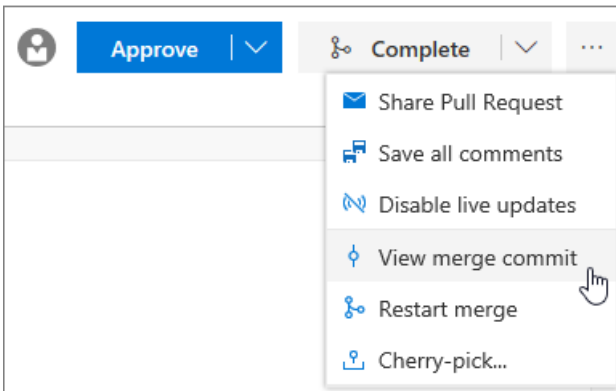 Approve
Complete
...
Share Pull Request
Save all comments
Disable live updates
View merge commit
Restart merge
Cherry-pick...